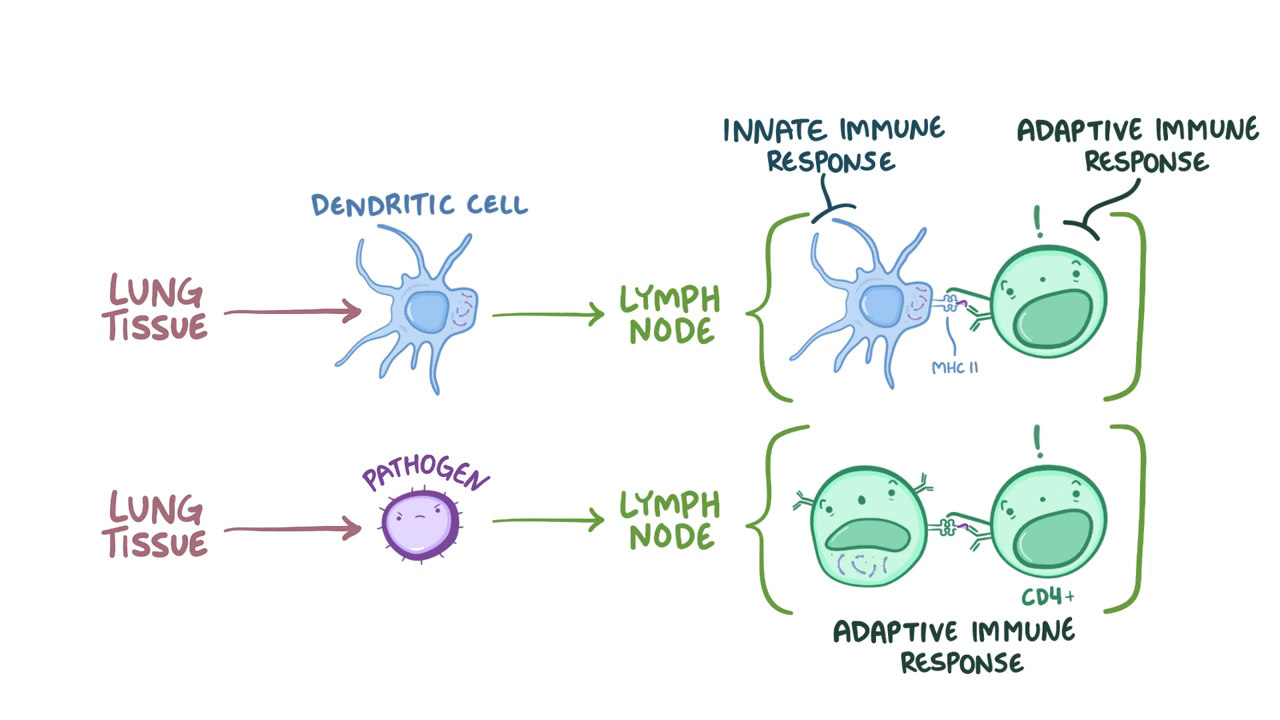 INNATE IMMUNE
RESPONSE
ADAPTIVE IMMUNE
RESPONSE
DENDRITIC CELL
!
LUNG
TISSUE
LYMPH
NODE
MHC II
PATHOGEN
!
LUNG
TISSUE
LYMPH
NODE
CD4+
ADAPTIVE IMMUNE
RESPONSE